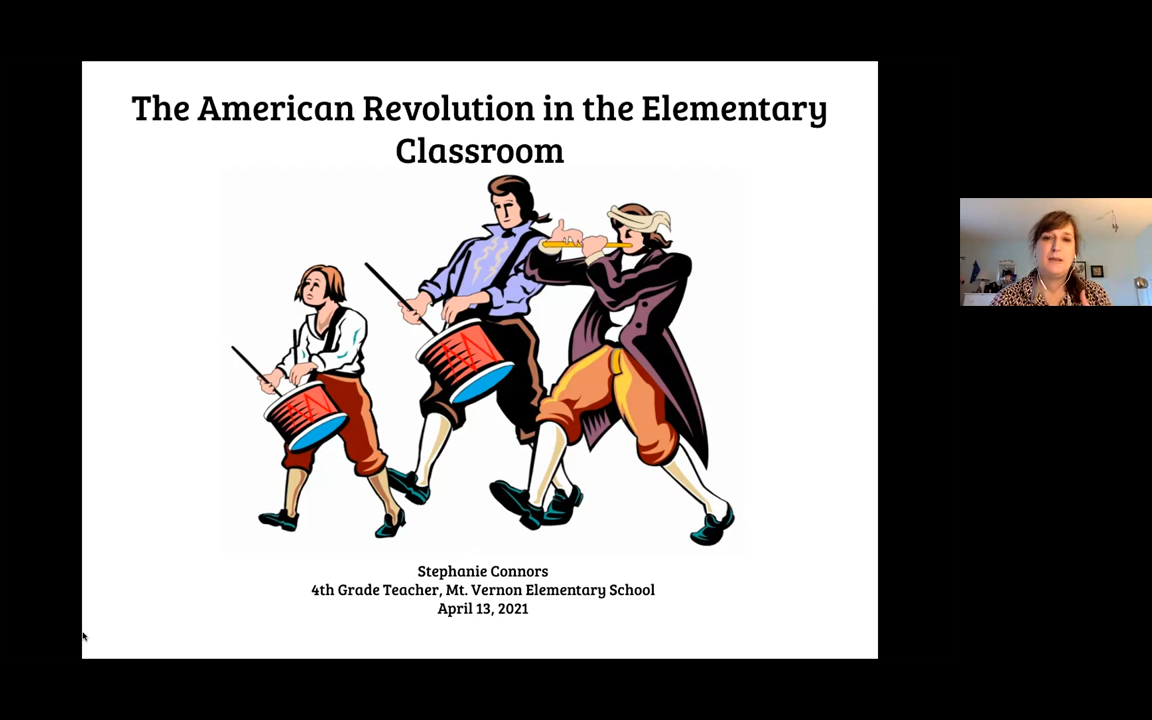 The American Revolution in the Elementary
Classroom
Stephanie Connors
4th Grade Teacher, Mt. Vernon Elementary School
April 13, 2021